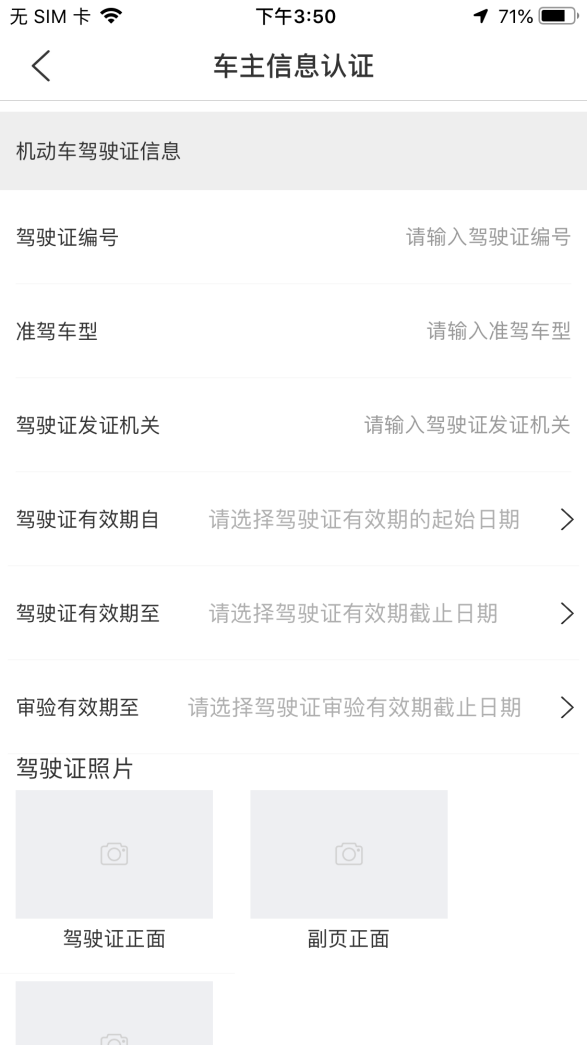 无 SIM 卡 下午3:50 71%
车主信息认证
机动车驾驶证信息
驾驶证编号 请输入驾驶证编号
准驾车型 请输入准驾车型
驾驶证发证机关 请输入驾驶证发证机关
驾驶证有效期自 请选择驾驶证有效期的起始日期
驾驶证有效期至 请选择驾驶证有效期截止日期
审验有效期至 请选择驾驶证审验有效期截止日期
驾驶证照片
驾驶证正面 副页正面